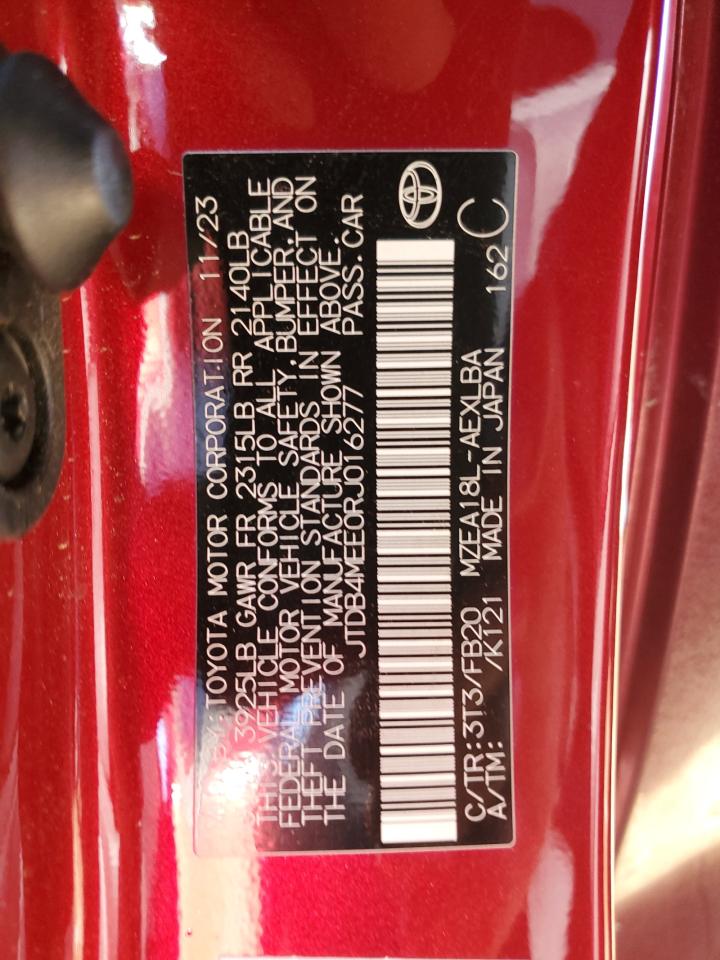 BY: TOYOTA MOTOR CORPORATION 11/23
3925LB GAWR FR 2315LB RR 2140LB
THIS VEHICLE CONFORMS TO ALL APPLICABLE
FEDERAL MOTOR VEHICLE SAFETY, BUMPER, AND
THEFT PREVENTION STANDARDS IN EFFECT ON
THE DATE OF MANUFACTURE SHOWN ABOVE.
JTDB4MEE0RJ016277 PASS.CAR
C/TR:3T3/FB20 MZEA18L-AEXLBA 162C
A/TM: /K121 MADE IN JAPAN